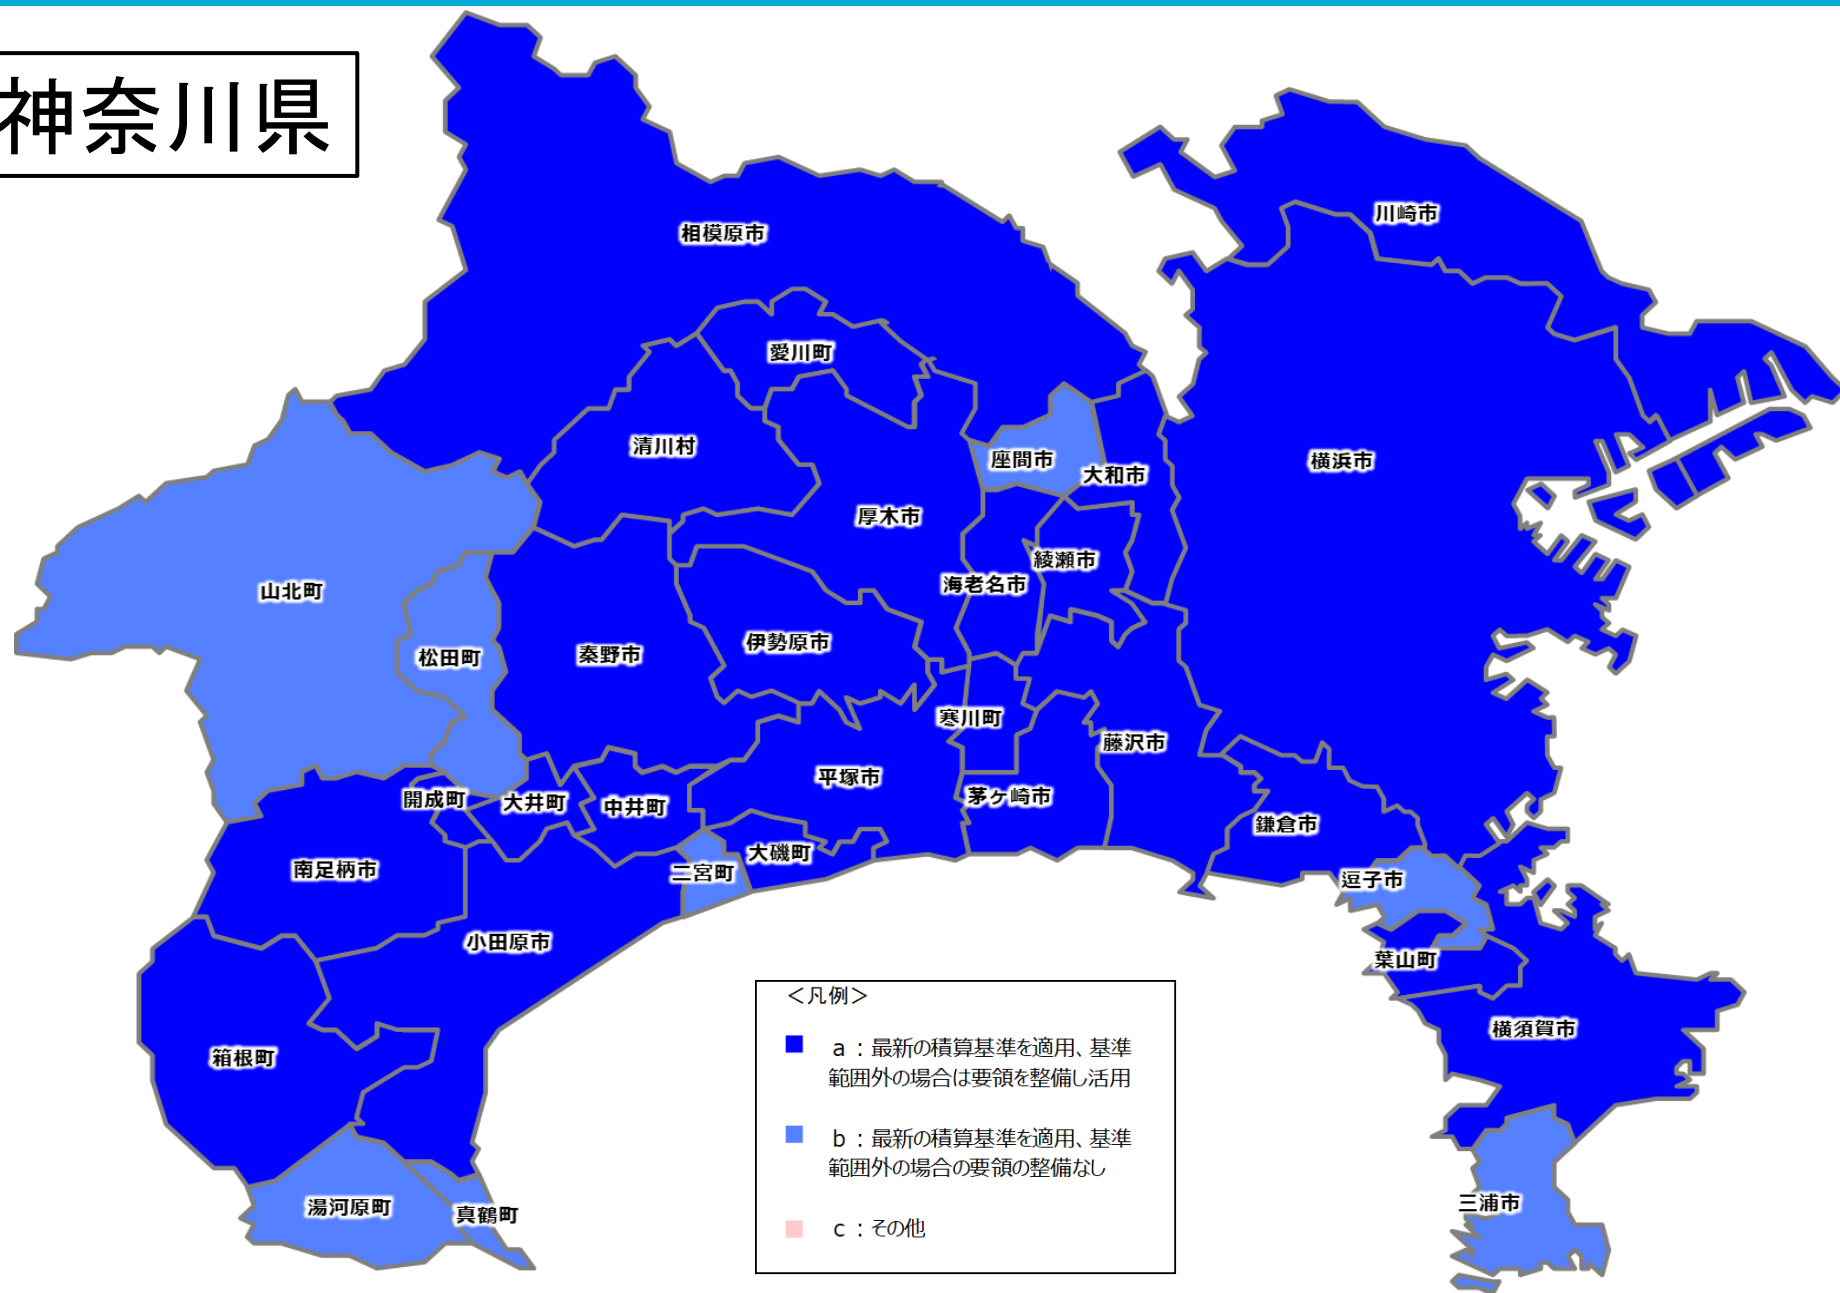 神奈川県
川崎市
相模原市
愛川町
清川村
座間市
横浜市
大和市
厚木市
綾瀬市
海老名市
山北町
伊勢原市
秦野市
松田町
寒川町
藤沢市
平塚市
茅ヶ崎市
開成町
大井町
中井町
鎌倉市
大磯町
南足柄市
二宮町
逗子市
小田原市
葉山町
横須賀市
箱根町
湯河原町
真鶴町
三浦市
＜凡例＞
a：最新の積算基準を適用、基準
範囲外の場合は要領を整備し活用
b：最新の積算基準を適用、基準
範囲外の場合の要領の整備なし
c：その他